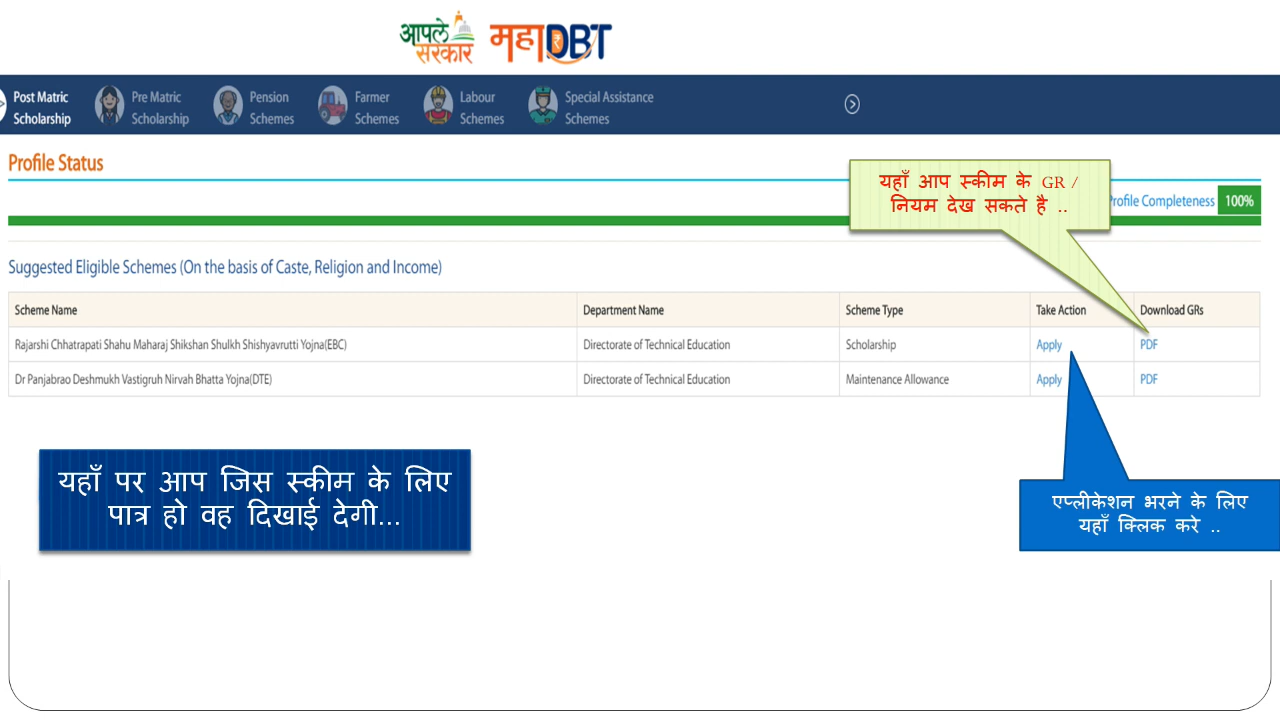 आपले सरकार महाDBT
Post Matric Scholarship
Pre Matric Scholarship
Pension Schemes
Farmer Schemes
Labour Schemes
Special Assistance Schemes
Profile Status
यहाँ आप स्कीम के GR /
नियम देख सकते है ..
Profile Completeness 100%
Suggested Eligible Schemes (On the basis of Caste, Religion and Income)
Scheme Name Department Name Scheme Type Take Action Download GRs
Rajarshi Chhatrapati Shahu Maharaj Shikshan Shulkh Shishyavrutti Yojna(EBC) Directorate of Technical Education Scholarship Apply PDF
Dr Panjabrao Deshmukh Vastigruh Nirvah Bhatta Yojna(DTE) Directorate of Technical Education Maintenance Allowance Apply PDF
यहाँ पर आप जिस स्कीम के लिए
पात्र हो वह दिखाई देगी...
एप्लीकेशन भरने के लिए
यहाँ क्लिक करे ..